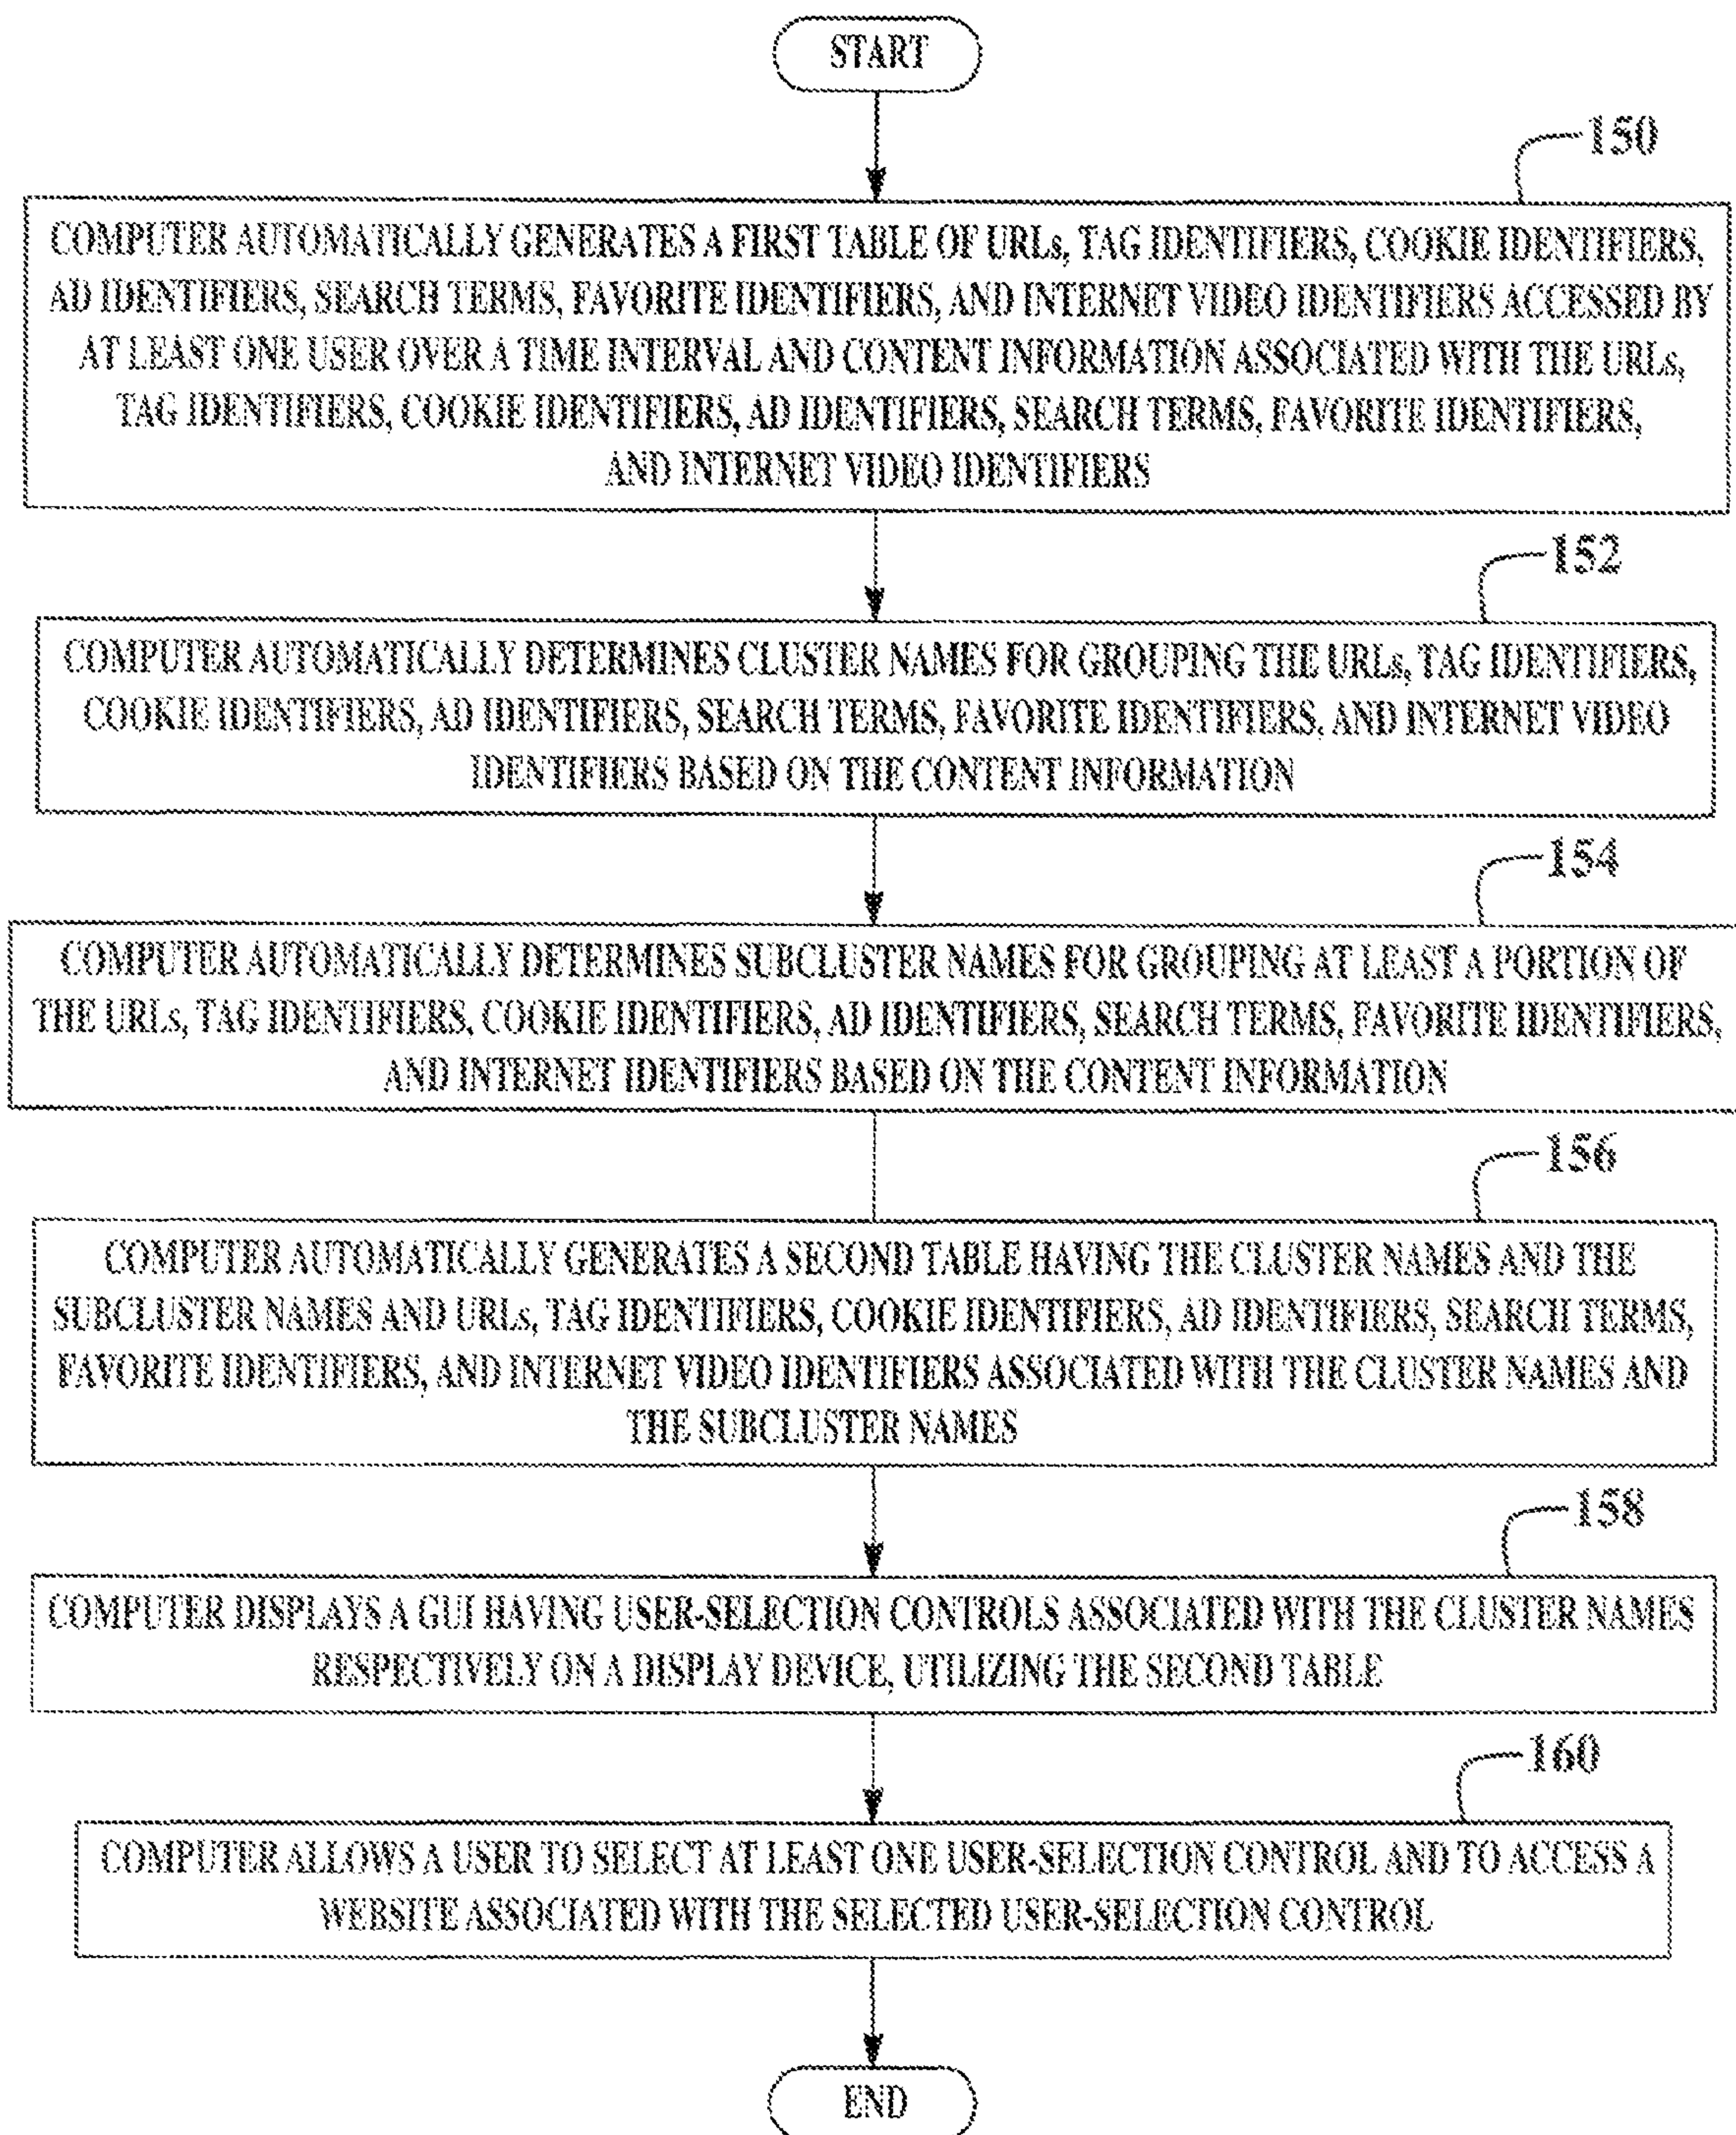 START
150
COMPUTER AUTOMATICALLY GENERATES A FIRST TABLE OF URLs, TAG IDENTIFIERS, COOKIE IDENTIFIERS,
AD IDENTIFIERS, SEARCH TERMS, FAVORITE IDENTIFIERS, AND INTERNET VIDEO IDENTIFIERS ACCESSED BY
AT LEAST ONE USER OVER A TIME INTERVAL AND CONTENT INFORMATION ASSOCIATED WITH THE URLs,
TAG IDENTIFIERS, COOKIE IDENTIFIERS, AD IDENTIFIERS, SEARCH TERMS, FAVORITE IDENTIFIERS,
AND INTERNET VIDEO IDENTIFIERS
152
COMPUTER AUTOMATICALLY DETERMINES CLUSTER NAMES FOR GROUPING THE URLs, TAG IDENTIFIERS,
COOKIE IDENTIFIERS, AD IDENTIFIERS, SEARCH TERMS, FAVORITE IDENTIFIERS, AND INTERNET VIDEO
IDENTIFIERS BASED ON THE CONTENT INFORMATION
154
COMPUTER AUTOMATICALLY DETERMINES SUBCLUSTER NAMES FOR GROUPING AT LEAST A PORTION OF
THE URLs, TAG IDENTIFIERS, COOKIE IDENTIFIERS, AD IDENTIFIERS, SEARCH TERMS, FAVORITE IDENTIFIERS,
AND INTERNET IDENTIFIERS BASED ON THE CONTENT INFORMATION
156
COMPUTER AUTOMATICALLY GENERATES A SECOND TABLE HAVING THE CLUSTER NAMES AND THE
SUBCLUSTER NAMES AND URLs, TAG IDENTIFIERS, COOKIE IDENTIFIERS, AD IDENTIFIERS, SEARCH TERMS,
FAVORITE IDENTIFIERS, AND INTERNET VIDEO IDENTIFIERS ASSOCIATED WITH THE CLUSTER NAMES AND
THE SUBCLUSTER NAMES
158
COMPUTER DISPLAYS A GUI HAVING USER-SELECTION CONTROLS ASSOCIATED WITH THE CLUSTER NAMES
RESPECTIVELY ON A DISPLAY DEVICE, UTILIZING THE SECOND TABLE
160
COMPUTER ALLOWS A USER TO SELECT AT LEAST ONE USER-SELECTION CONTROL AND TO ACCESS A
WEBSITE ASSOCIATED WITH THE SELECTED USER-SELECTION CONTROL
END